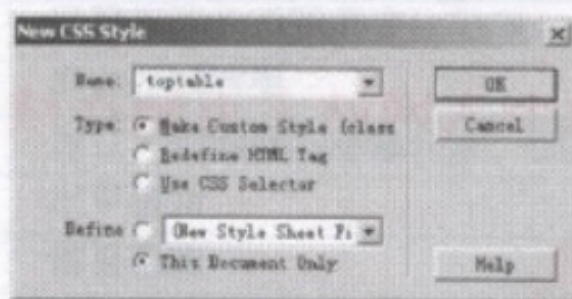 New CSS Style
Name: .toptable
OK
Type: Make Custom Style (class
Cancel
Redefine HTML Tag
Use CSS Selector
Define (New Style Sheet Fi
This Document Only
Help